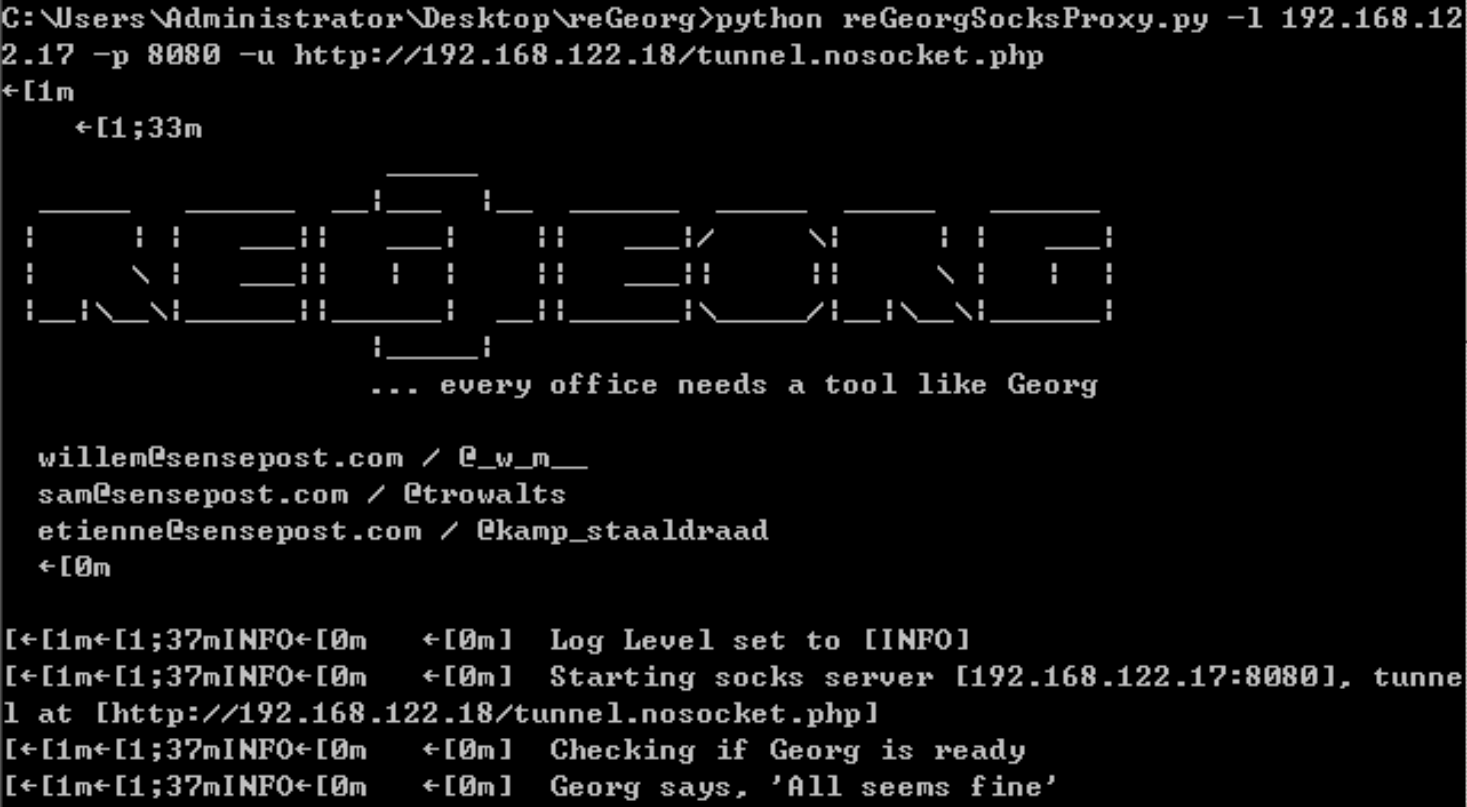 C:\Users\Administrator\Desktop\reGeorg>python reGeorgSocksProxy.py -l 192.168.12
2.17 -p 8080 -u http://192.168.122.18/tunnel.nosocket.php
←[1m
←[1;33m
... every office needs a tool like Georg
willem@sensepost.com / @_w_m__
sam@sensepost.com / @trowalts
etienne@sensepost.com / @kamp_staaldraad
←[0m
[←[1m←[1;37mINFO←[0m   ←[0m]  Log Level set to [INFO]
[←[1m←[1;37mINFO←[0m   ←[0m]  Starting socks server [192.168.122.17:8080], tunne
l at [http://192.168.122.18/tunnel.nosocket.php]
[←[1m←[1;37mINFO←[0m   ←[0m]  Checking if Georg is ready
[←[1m←[1;37mINFO←[0m   ←[0m]  Georg says, 'All seems fine'